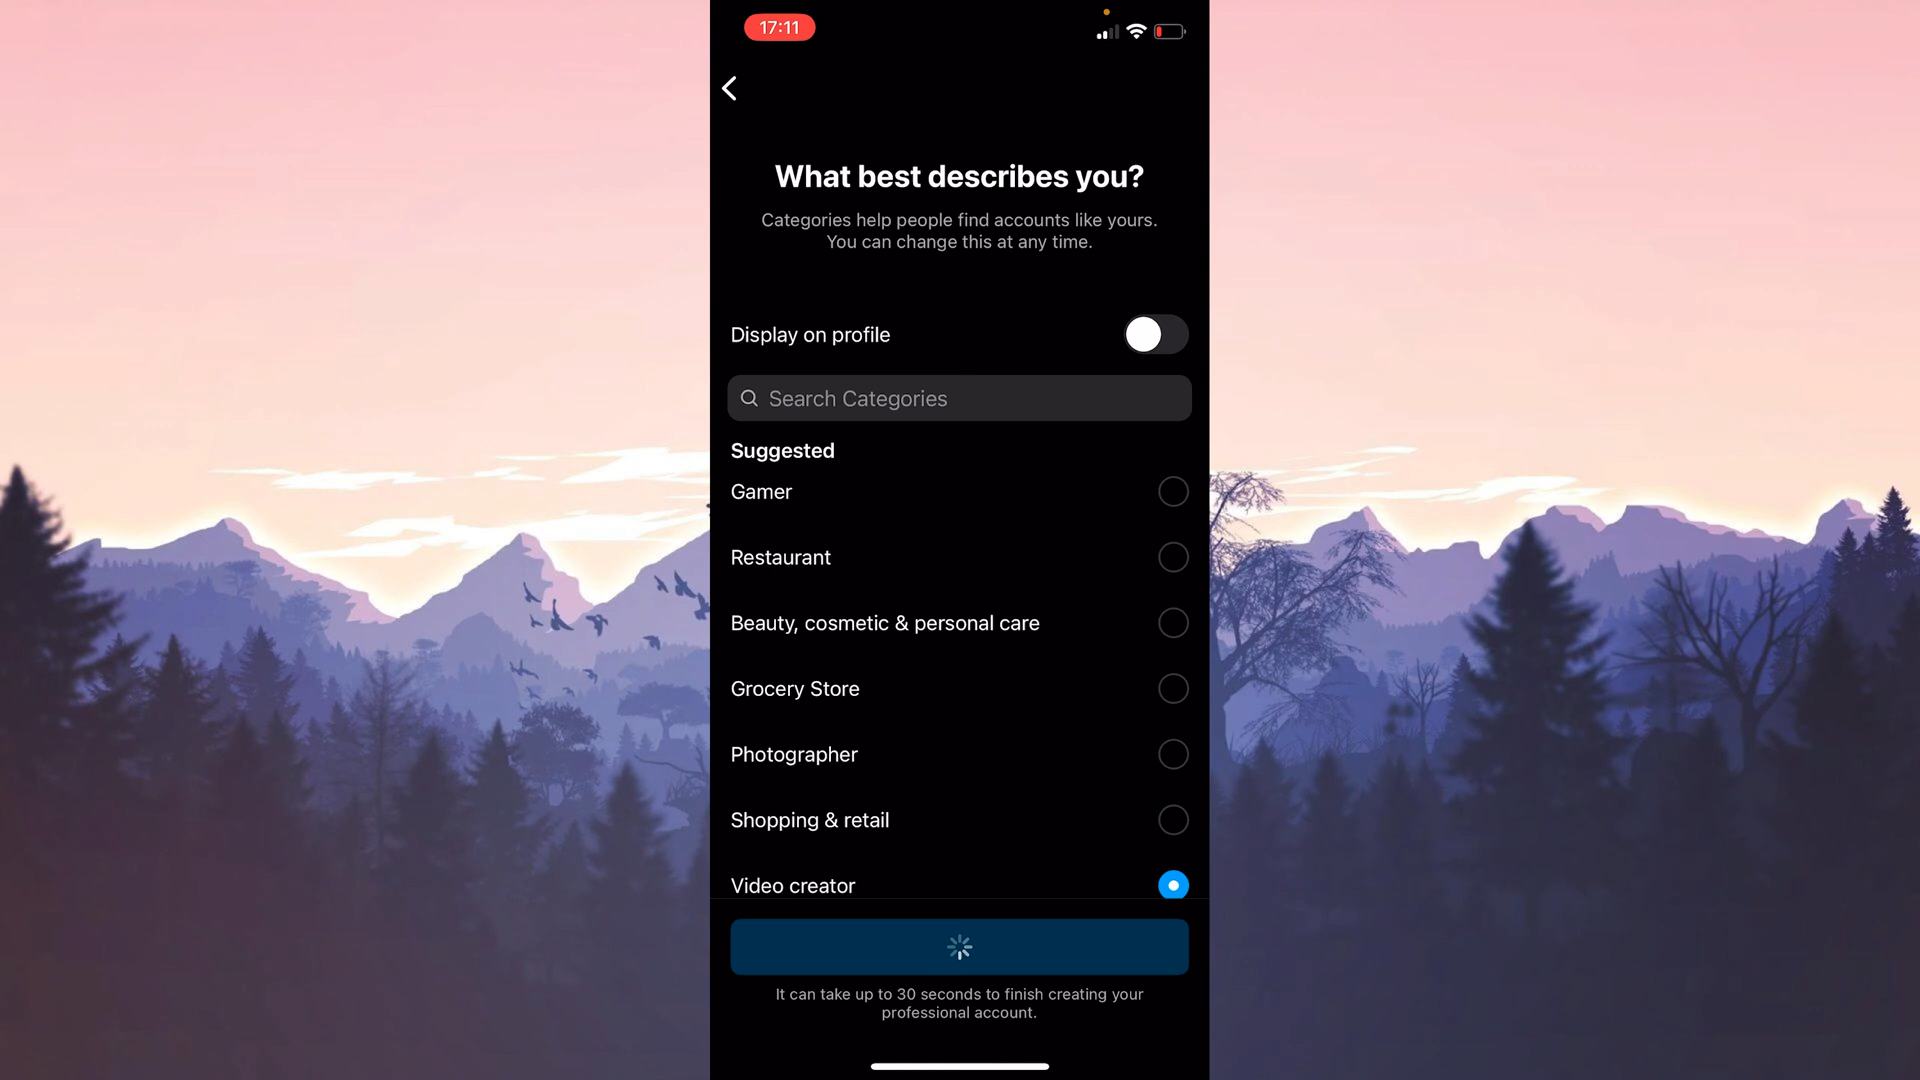 17:11
What best describes you?
Categories help people find accounts like yours.
You can change this at any time.
Display on profile
Search Categories
Suggested
Gamer
Restaurant
Beauty, cosmetic & personal care
Grocery Store
Photographer
Shopping & retail
Video creator
It can take up to 30 seconds to finish creating your
professional account.